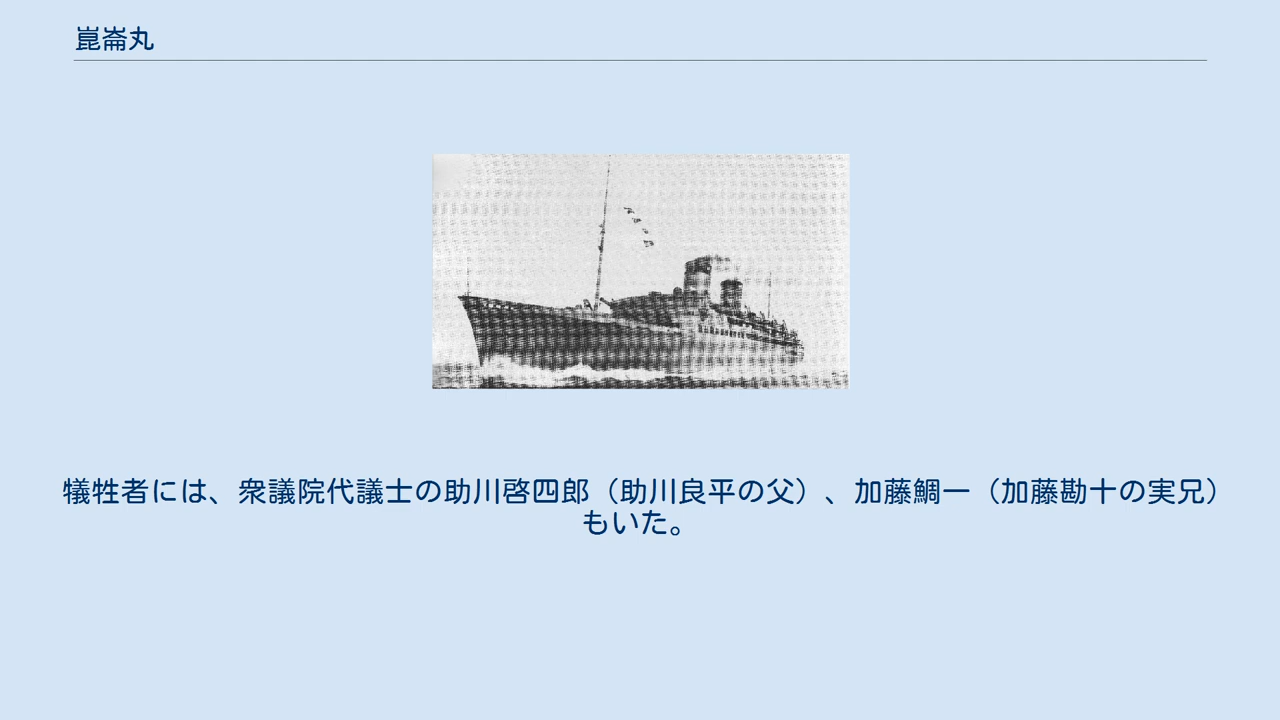 崑崙丸
犠牲者には、衆議院代議士の助川啓四郎（助川良平の父）、加藤鯛一（加藤勘十の実兄）
もいた。